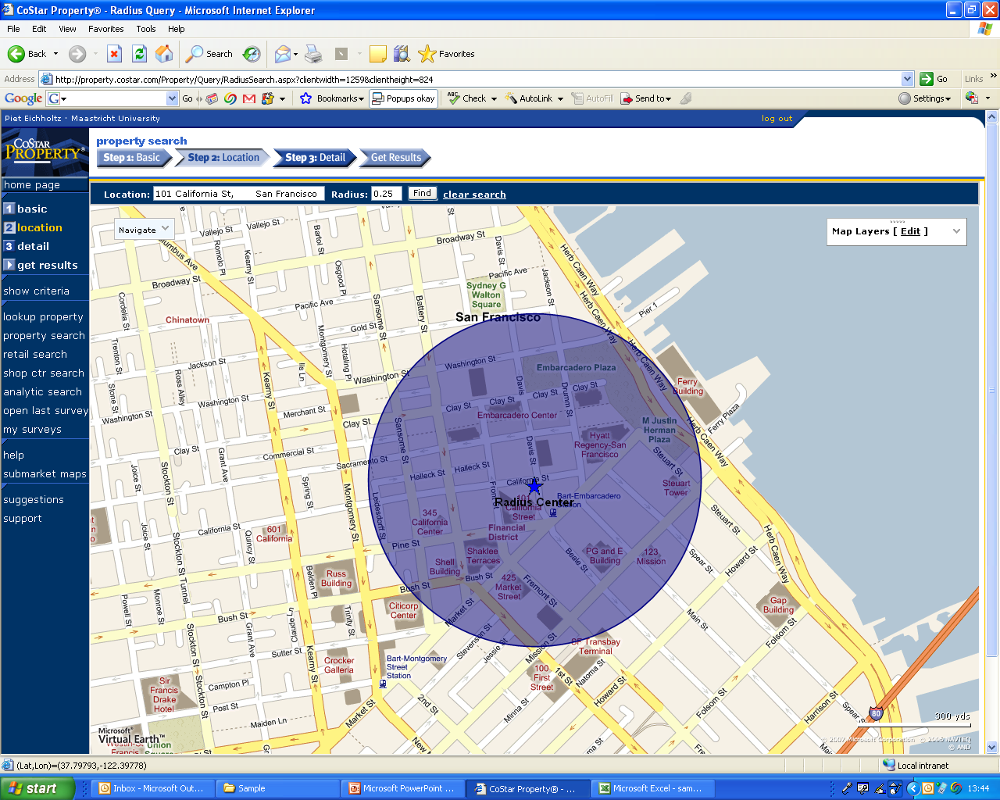 CoStar Property® - Radius Query - Microsoft Internet Explorer
File Edit View Favorites Tools Help
Back Search Favorites
Address http://property.costar.com/Property/Query/RadiusSearch.aspx?clientwidth=1259&clientheight=824 Go Links »
Google G Go Bookmarks Popups okay ABC Check AutoLink AutoFill Send to Settings
Piet Eichholtz · Maastricht University log out
CoStar
PROPERTY®
property search
Step 1: Basic Step 2: Location Step 3: Detail Get Results
home page
1 basic
2 location
3 detail
get results
show criteria
lookup property
property search
retail search
shop ctr search
analytic search
open last survey
my surveys
help
submarket maps
suggestions
support
Location: 101 California St, San Francisco Radius: 0.25 Find clear search
Navigate
Map Layers [ Edit ]
Vallejo St
Vallejo St
Columbus Ave
Romolo Pl
Kearny St
Bartol St
Osgood Pl
Broadway St
Davis St
Herb Caen Way
Broadway St
Pacific Ave
Jackson St
Sydney G
Walton
Square
Sansome St
Battery St
Herb Caen Way
Cordelia St
Pacific Ave
Pier 1
Chinatown
San Francisco
Gold St
Montgomery St
Hotaling Pl
Herb Caen Way
Trenton St
Jackson St
Ils Ln
Washington St
Embarcadero Plaza
Washington St
Stone St
Ross Alley
Kearny St
Davis
Drumm St
Clay St
Ferry
Building
Washington St
Washington St
Merchant St
Clay St
Clay St
Embarcadero Center
Ferry Plaza
Clay St
Sansome St
M Justin
Herman
Plaza
Herb Caen Way
Hyatt
Regency-San
Francisco
Davis St
Clay St
Grant Ave
Commercial St
Sacramento St
Halleck St
Halleck St
Steuart St
Joice St
Stockton St
Spring St
California St
Front St
Steuart
Tower
Radius Center
101
California
Street
Bart-Embarcadero
Station
Montgomery St
Leidesdorff St
345
California
Center
Financial
District
Steuart St
California St
601
California
Joice St
Quincy St
Pine St
Shaklee
Terraces
Beale St
PG and E
Building
123
Mission
Herb Caen Way
Stockton St Tunnel
Belden Pl
Russ
Building
Shell
Building
Bush St
Bush St
425
Market
Street
Fremont St
Spear St
Howard St
Powell St
Monroe St
Bush St
Claude Ln
Trinity St
Citicorp
Center
Market St
Main St
Gap
Building
Folsom St
Grant Ave
Sutter St
Kearny St
Stevenson St
Jessie St
Mission St
SF Transbay
Terminal
Crocker
Galleria
Bart-Montgomery
Street
Station
100
First
Street
1st St
Natoma St
Howard St
Sir
Francis
Drake
Hotel
Stockton St
Campton Pl
Post St
Maiden Ln
Market St
2nd St
Minna St
Folsom St
Harrison St
Spear
80
300 yds
Microsoft®
Virtual Earth™
Westin-St
Francis
Union
Square
© 2007 Microsoft Corporation © 2006 NAVTEQ
© AND
(Lat,Lon)=(37.79793,-122.39778) Local intranet
start Inbox - Microsoft Out... Sample Microsoft PowerPoint ... CoStar Property® - ... Microsoft Excel - sam... 13:44